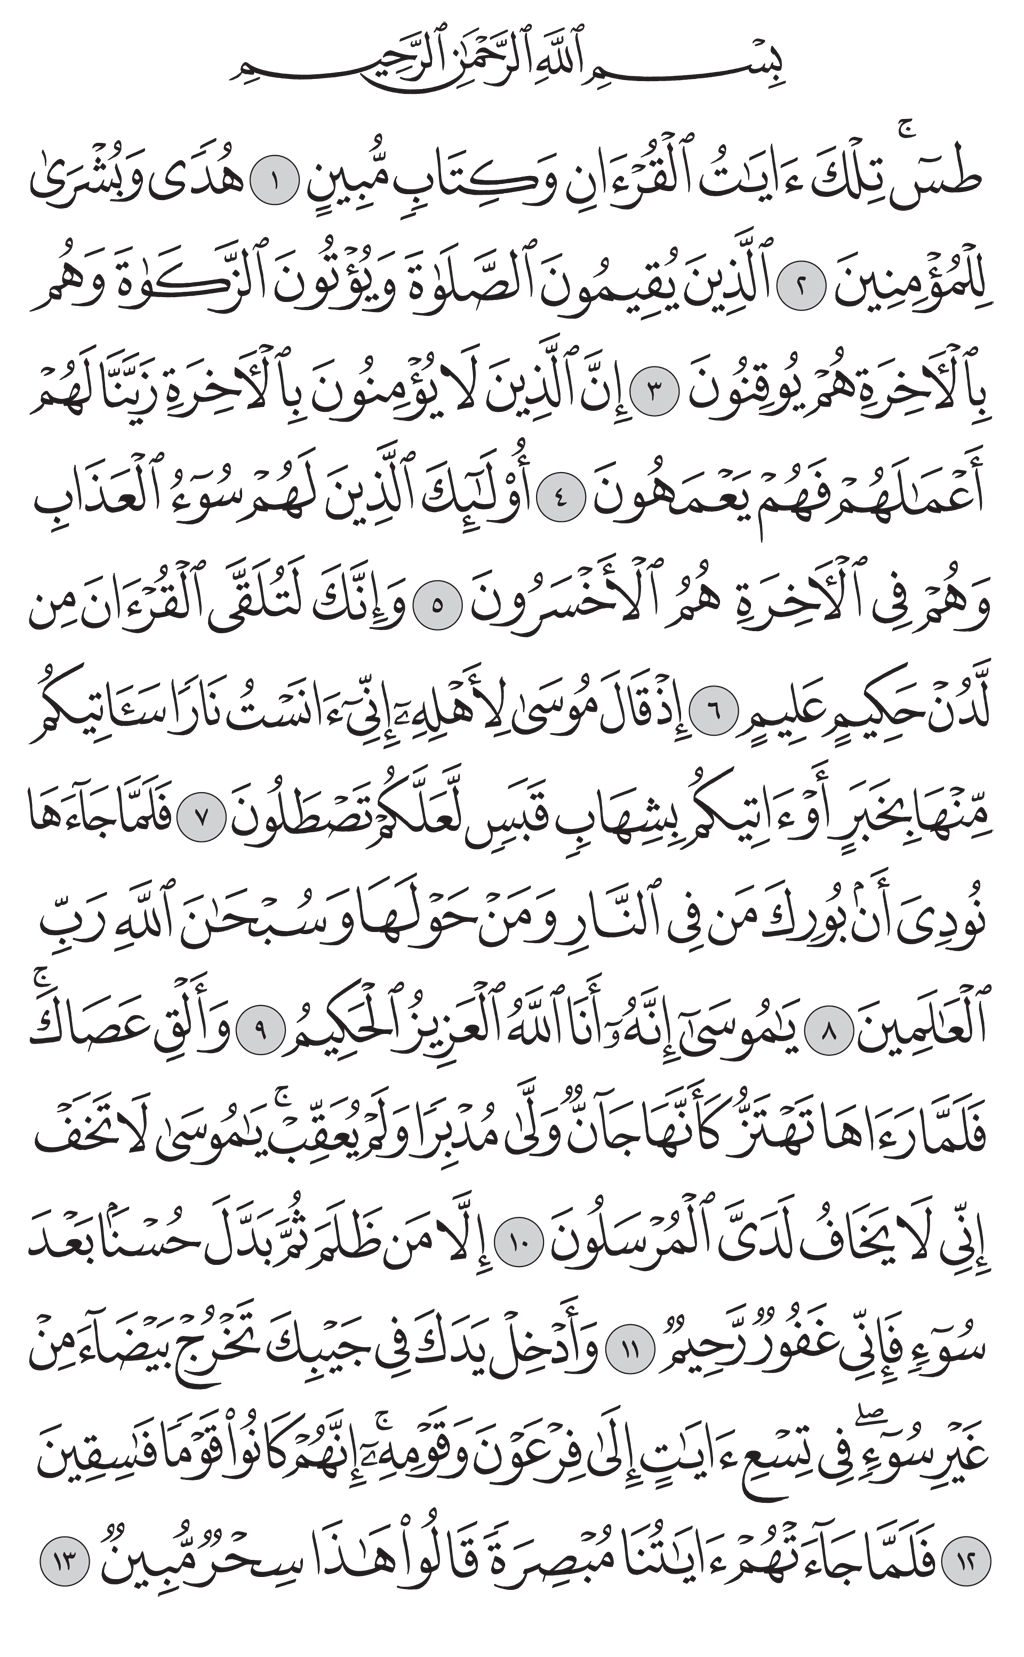 بِسۡمِ ٱللَّهِ ٱلرَّحۡمَٰنِ ٱلرَّحِيمِ
طسٓۚ تِلۡكَ ءَايَٰتُ ٱلۡقُرۡءَانِ وَكِتَابٖ مُّبِينٍ ١ هُدٗى وَبُشۡرَىٰ
لِلۡمُؤۡمِنِينَ ٢ ٱلَّذِينَ يُقِيمُونَ ٱلصَّلَوٰةَ وَيُؤۡتُونَ ٱلزَّكَوٰةَ وَهُم
بِٱلۡأٓخِرَةِ هُمۡ يُوقِنُونَ ٣ إِنَّ ٱلَّذِينَ لَا يُؤۡمِنُونَ بِٱلۡأٓخِرَةِ زَيَّنَّا لَهُمۡ
أَعۡمَٰلَهُمۡ فَهُمۡ يَعۡمَهُونَ ٤ أُوْلَٰٓئِكَ ٱلَّذِينَ لَهُمۡ سُوٓءُ ٱلۡعَذَابِ
وَهُمۡ فِي ٱلۡأٓخِرَةِ هُمُ ٱلۡأَخۡسَرُونَ ٥ وَإِنَّكَ لَتُلَقَّى ٱلۡقُرۡءَانَ مِن
لَّدُنۡ حَكِيمٍ عَلِيمٍ ٦ إِذۡ قَالَ مُوسَىٰ لِأَهۡلِهِۦٓ إِنِّيٓ ءَانَسۡتُ نَارٗا سَـَٔاتِيكُم
مِّنۡهَا بِخَبَرٍ أَوۡ ءَاتِيكُم بِشِهَابٖ قَبَسٖ لَّعَلَّكُمۡ تَصۡطَلُونَ ٧ فَلَمَّا جَآءَهَا
نُودِيَ أَنۢ بُورِكَ مَن فِي ٱلنَّارِ وَمَنۡ حَوۡلَهَا وَسُبۡحَٰنَ ٱللَّهِ رَبِّ
ٱلۡعَٰلَمِينَ ٨ يَٰمُوسَىٰٓ إِنَّهُۥٓ أَنَا ٱللَّهُ ٱلۡعَزِيزُ ٱلۡحَكِيمُ ٩ وَأَلۡقِ عَصَاكَۚ
فَلَمَّا رَءَاهَا تَهۡتَزُّ كَأَنَّهَا جَآنّٞ وَلَّىٰ مُدۡبِرٗا وَلَمۡ يُعَقِّبۡۚ يَٰمُوسَىٰ لَا تَخَفۡ
إِنِّي لَا يَخَافُ لَدَيَّ ٱلۡمُرۡسَلُونَ ١٠ إِلَّا مَن ظَلَمَ ثُمَّ بَدَّلَ حُسۡنَۢا بَعۡدَ
سُوٓءٖ فَإِنِّي غَفُورٞ رَّحِيمٞ ١١ وَأَدۡخِلۡ يَدَكَ فِي جَيۡبِكَ تَخۡرُجۡ بَيۡضَآءَ مِنۡ
غَيۡرِ سُوٓءٖۖ فِي تِسۡعِ ءَايَٰتٍ إِلَىٰ فِرۡعَوۡنَ وَقَوۡمِهِۦٓۚ إِنَّهُمۡ كَانُواْ قَوۡمٗا فَٰسِقِينَ
١٢ فَلَمَّا جَآءَتۡهُمۡ ءَايَٰتُنَا مُبۡصِرَةٗ قَالُواْ هَٰذَا سِحۡرٞ مُّبِينٞ ١٣